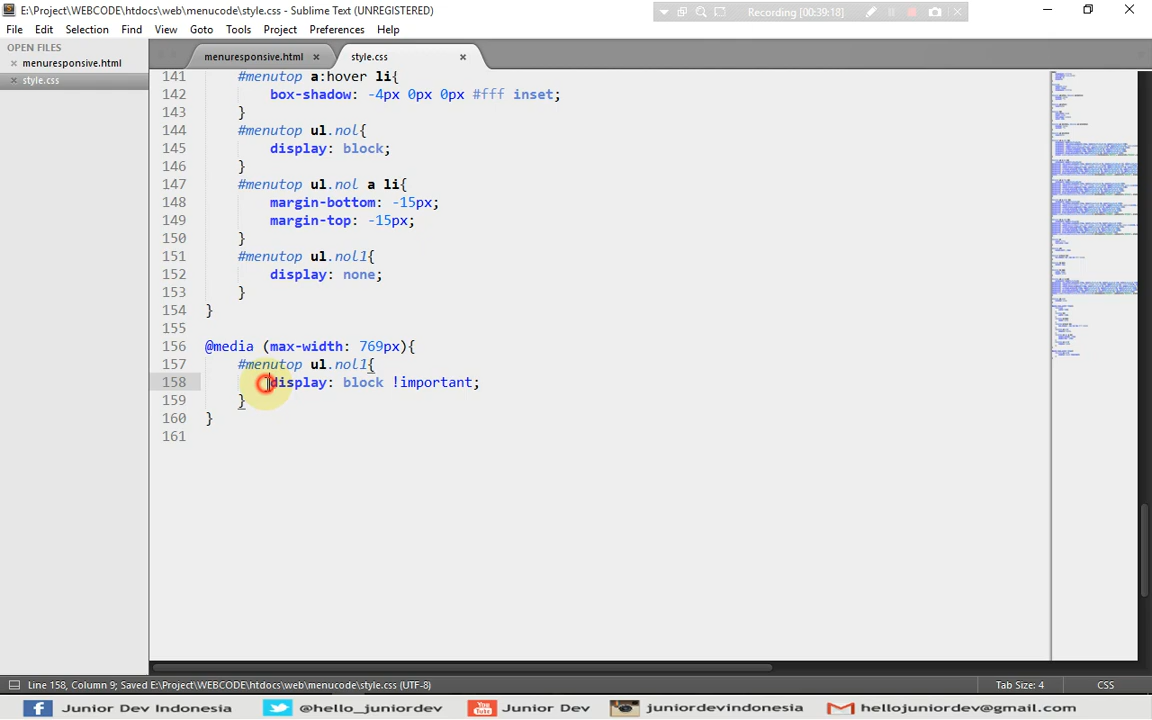 E:\Project\WEBCODE\htdocs\web\menucode\style.css - Sublime Text (UNREGISTERED)
Recording [00:39:18]
File Edit Selection Find View Goto Tools Project Preferences Help
OPEN FILES
menuresponsive.html
style.css
menuresponsive.html
style.css
141 #menutop a:hover li{
142 box-shadow: -4px 0px 0px #fff inset;
143 }
144 #menutop ul.nol{
145 display: block;
146 }
147 #menutop ul.nol a li{
148 margin-bottom: -15px;
149 margin-top: -15px;
150 }
151 #menutop ul.nol1{
152 display: none;
153 }
154 }
155
156 @media (max-width: 769px){
157 #menutop ul.nol1{
158 display: block !important;
159 }
160 }
161
Line 158, Column 9; Saved E:\Project\WEBCODE\htdocs\web\menucode\style.css (UTF-8)
Tab Size: 4
CSS
Junior Dev Indonesia @hello_juniordev Junior Dev juniordevindonesia hellojuniordev@gmail.com